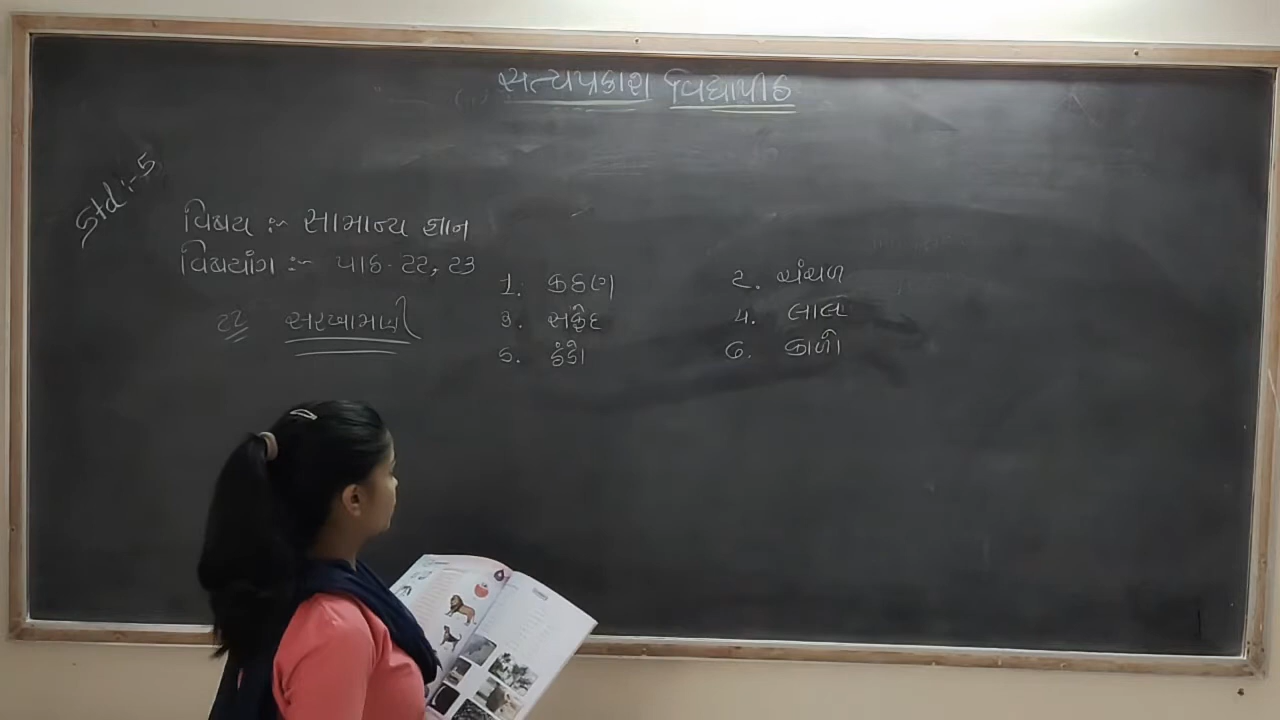 સત્યપ્રકાશ વિદ્યાપીઠ
Std :- 5
વિષય :~ સામાન્ય જ્ઞાન
વિષયાંગ :~ પાઠ - ૨૨, ૨૩
૨૨ સરખામણી
૧. કઠણ ૨. ચંચળ
૩. સફેદ ૪. લાલ
૫. ઠંડો ૬. કાળો